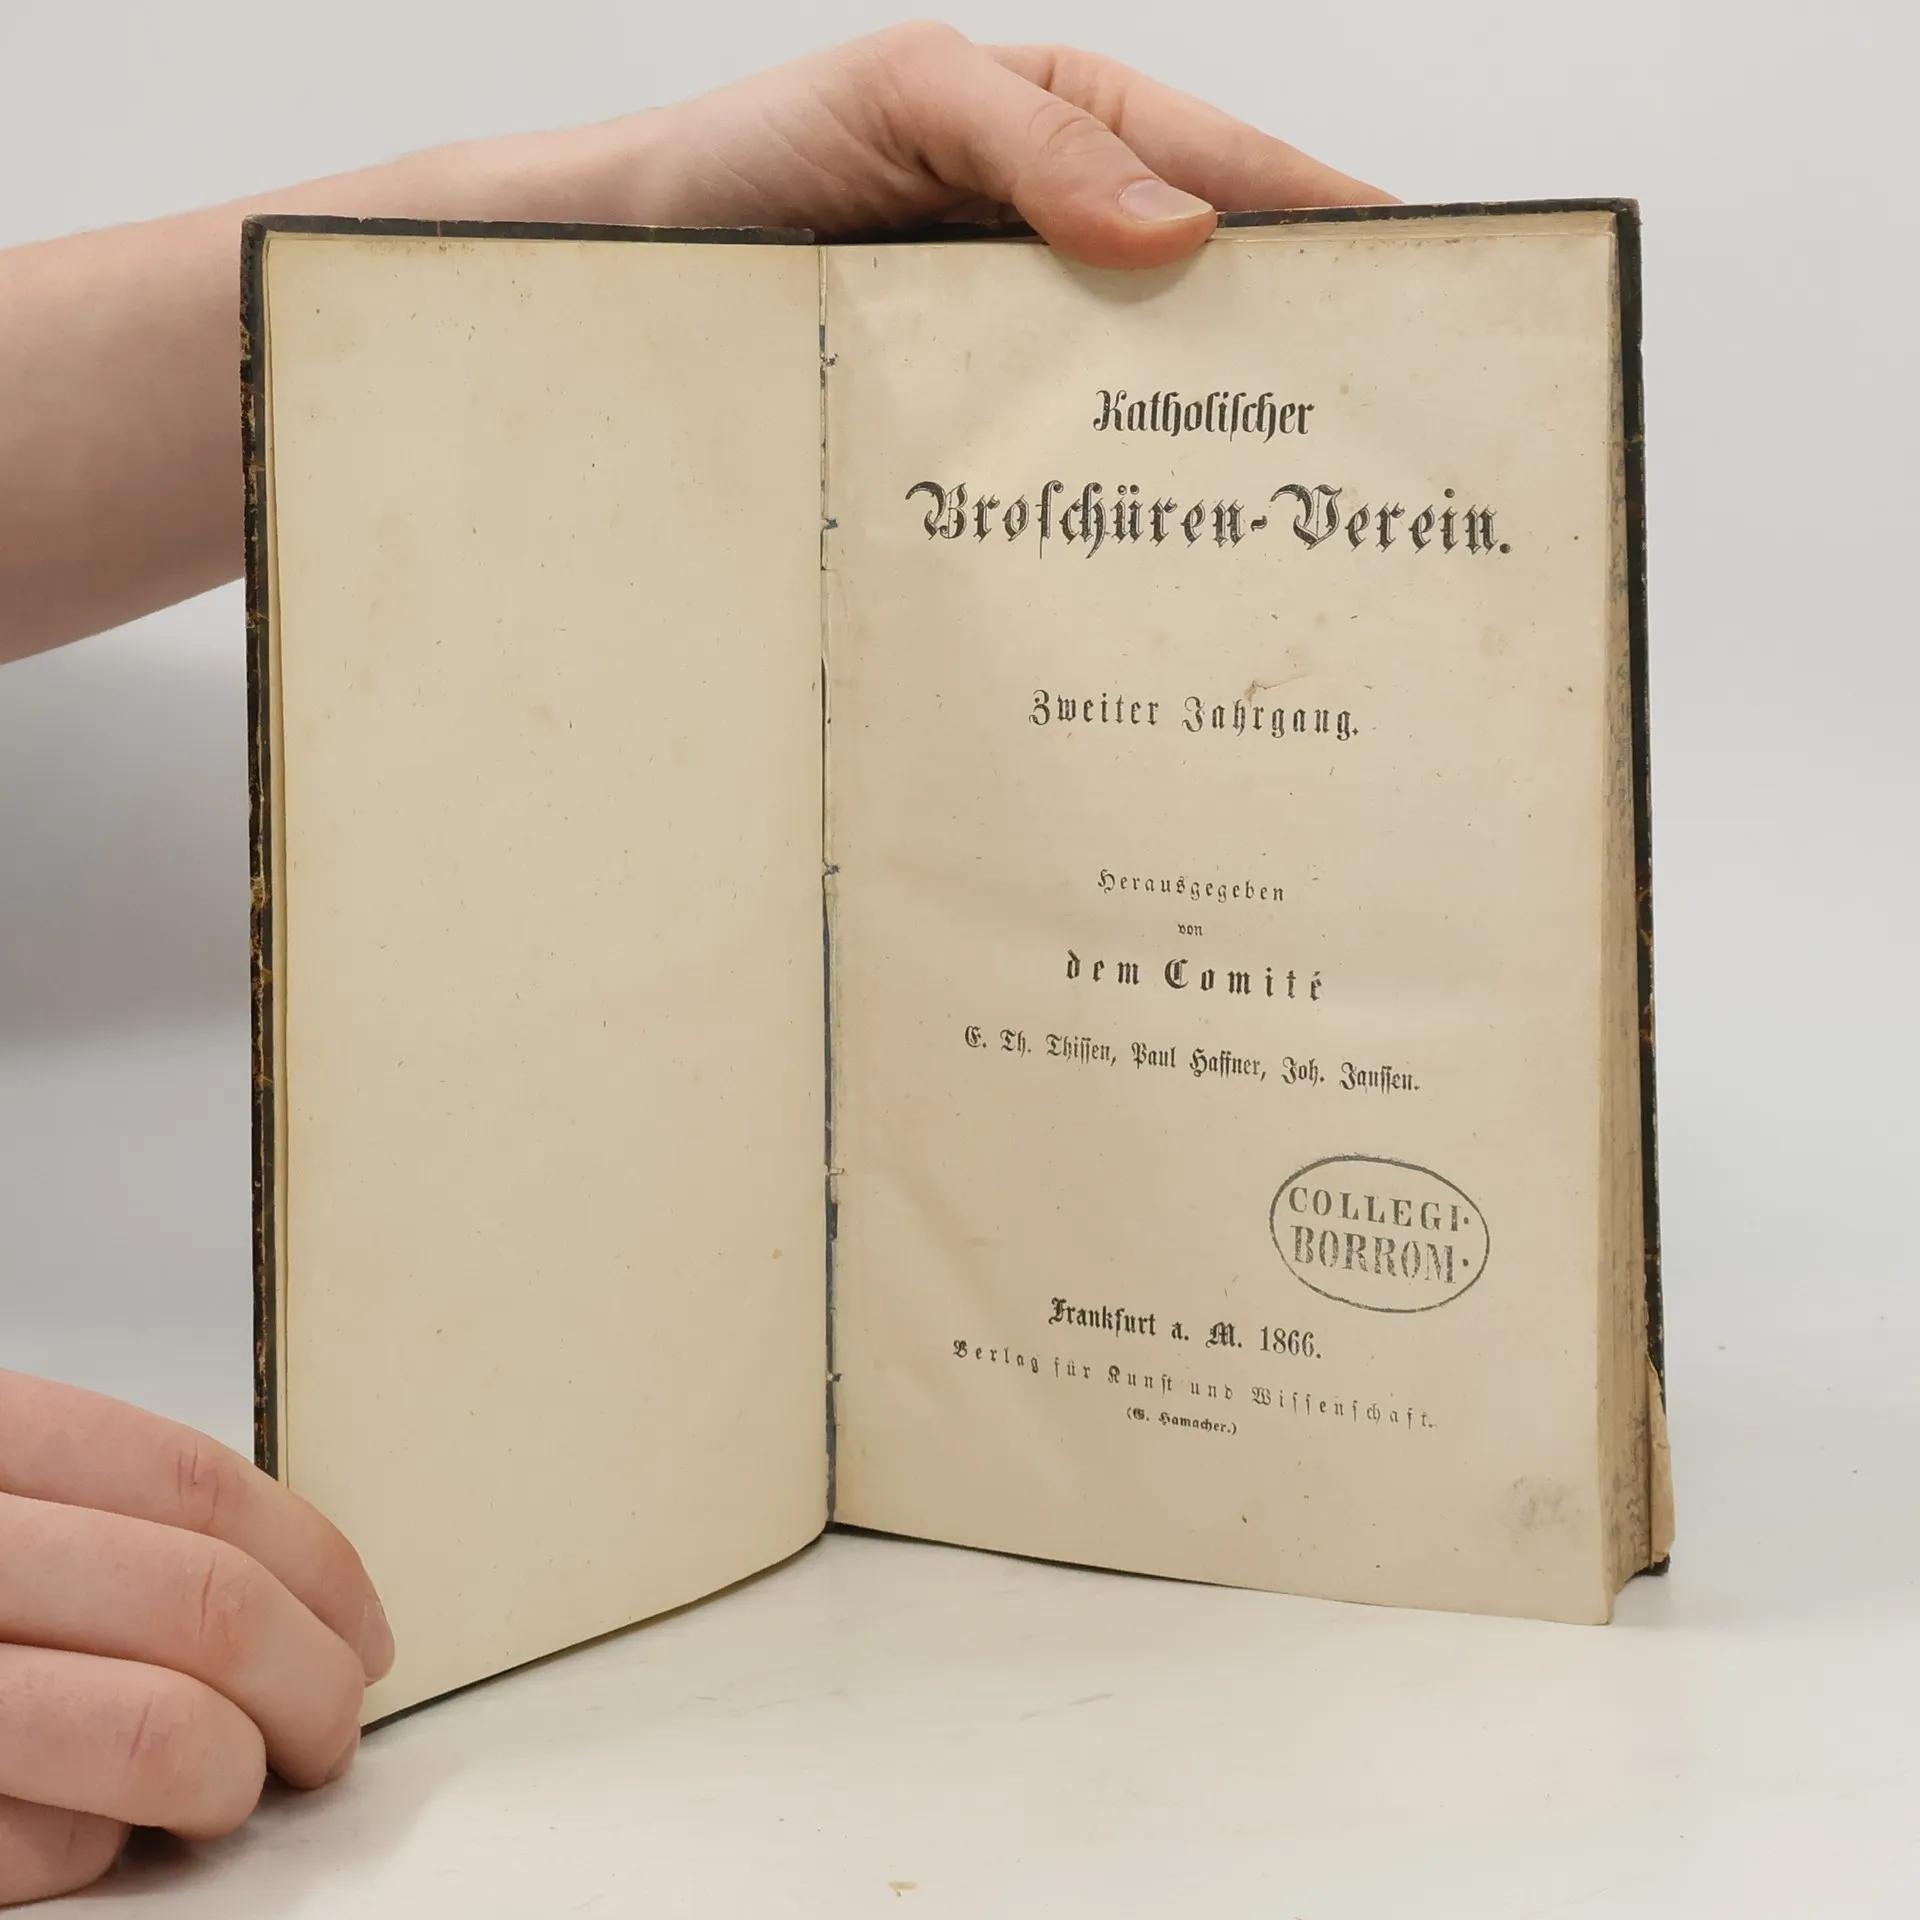 Katholischer
Broschüren-Verein.
Zweiter Jahrgang.
Herausgegeben
von
dem Comité
E. Th. Thissen, Paul Haffner, Joh. Janssen.
COLLEGI·
BORROM·
Frankfurt a. M. 1866.
Verlag für Kunst und Wissenschaft.
(G. Hamacher.)